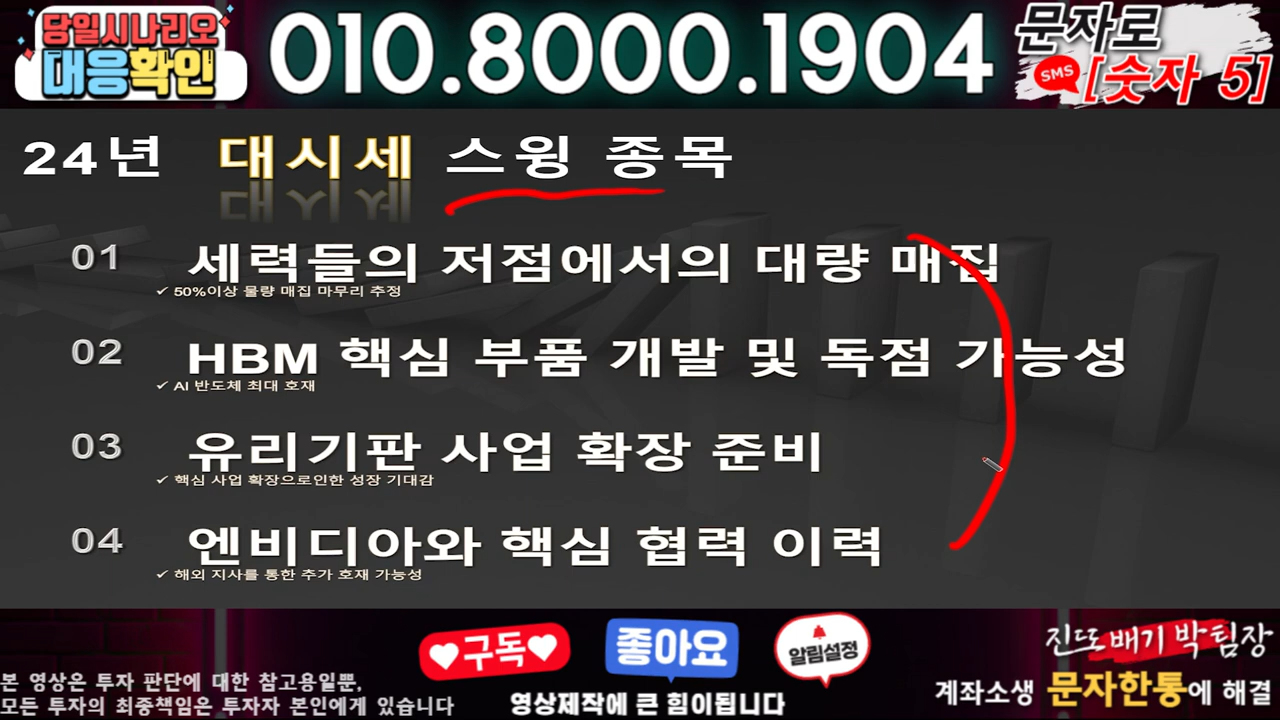 당일시나리오
대응확인
010.8000.1904
문자로
SMS [숫자 5]
24년 대시세 스윙 종목
01 세력들의 저점에서의 대량 매집
✓ 50%이상 물량 매집 마무리 추정
02 HBM 핵심 부품 개발 및 독점 가능성
✓ AI 반도체 최대 호재
03 유리기판 사업 확장 준비
✓ 핵심 사업 확장으로인한 성장 기대감
04 엔비디아와 핵심 협력 이력
✓ 해외 지사를 통한 추가 호재 가능성
본 영상은 투자 판단에 대한 참고용일뿐,
모든 투자의 최종책임은 투자자 본인에게 있습니다
구독
좋아요
알림설정
영상제작에 큰 힘이됩니다
진또배기 박팀장
계좌소생 문자한통에 해결